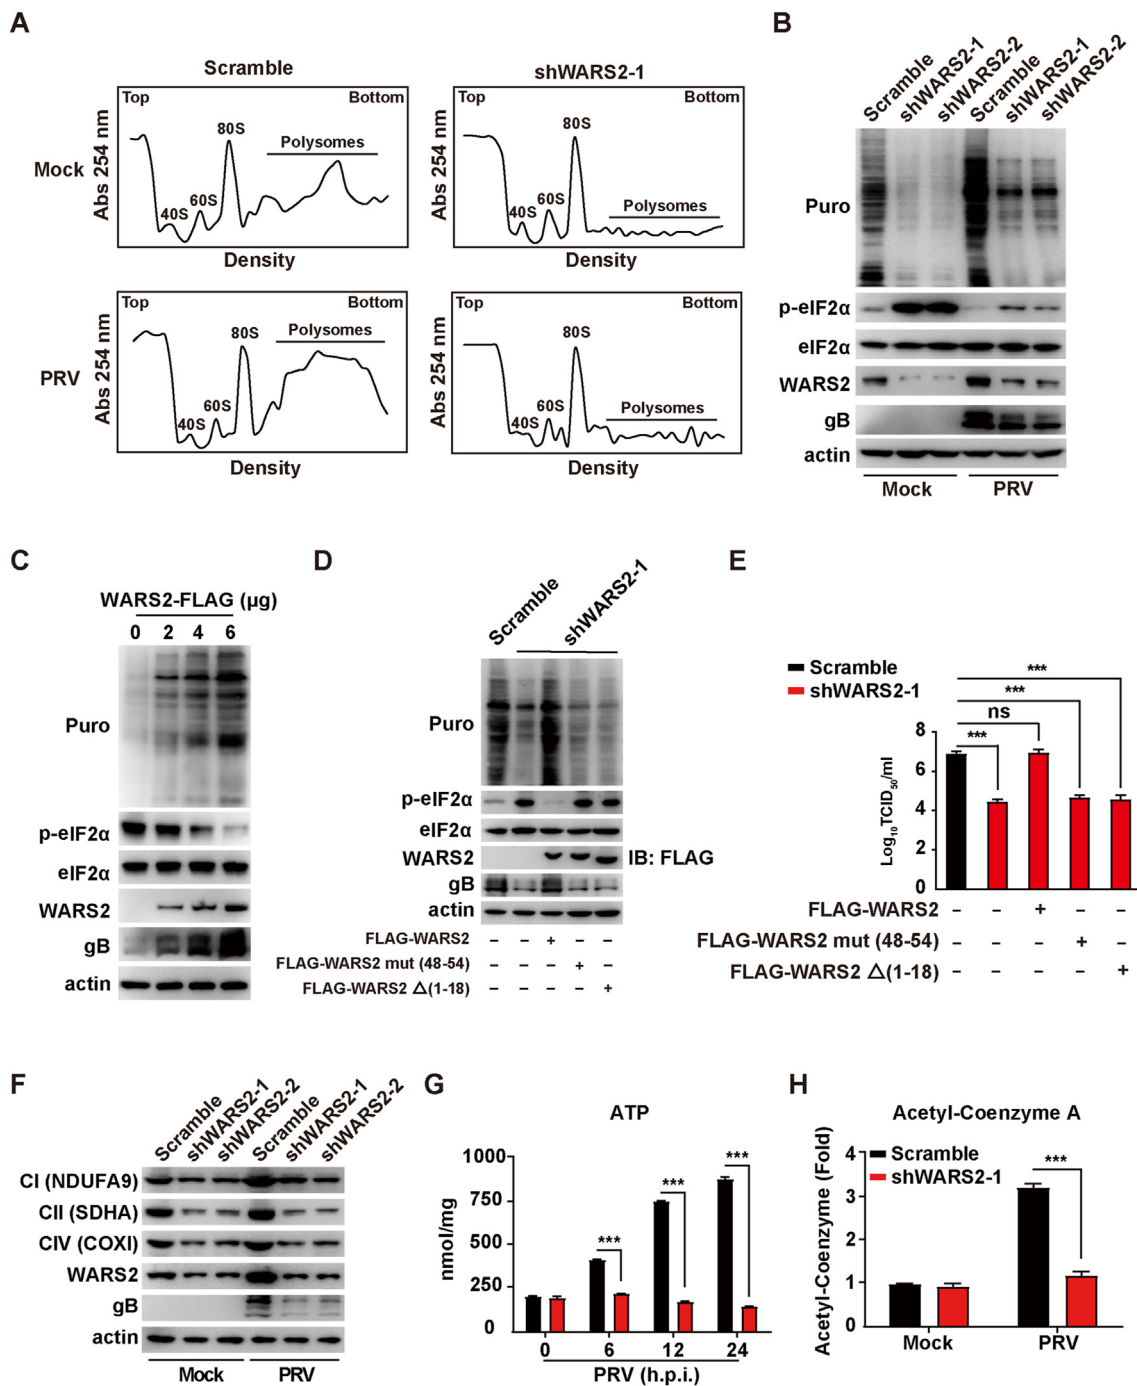 A
Scramble
shWARS2-1
Mock
Top
Bottom
80S
Polysomes
40S
60S
Abs 254 nm
Density
Top
Bottom
80S
40S
60S
Polysomes
Abs 254 nm
Density
PRV
Top
Bottom
80S
Polysomes
40S
60S
Abs 254 nm
Density
Top
Bottom
80S
40S
60S
Polysomes
Abs 254 nm
Density
B
Scramble
shWARS2-1
shWARS2-2
Scramble
shWARS2-1
shWARS2-2
Puro
p-eIF2α
eIF2α
WARS2
gB
actin
Mock PRV
C
WARS2-FLAG (μg)
0 2 4 6
Puro
p-eIF2α
eIF2α
WARS2
gB
actin
D
Scramble
shWARS2-1
Puro
p-eIF2α
eIF2α
WARS2 IB: FLAG
gB
actin
FLAG-WARS2 – – + – –
FLAG-WARS2 mut (48-54) – – – + –
FLAG-WARS2 △(1-18) – – – – +
E
Scramble
shWARS2-1
***
***
ns
***
Log10TCID50/ml
8
6
4
2
0
FLAG-WARS2 – – + – –
FLAG-WARS2 mut (48-54) – – – + –
FLAG-WARS2 △(1-18) – – – – +
F
Scramble
shWARS2-1
shWARS2-2
Scramble
shWARS2-1
shWARS2-2
CI (NDUFA9)
CII (SDHA)
CIV (COXI)
WARS2
gB
actin
Mock PRV
G
ATP
nmol/mg
1000
750
500
250
0
***
***
***
0 6 12 24
PRV (h.p.i.)
H
Acetyl-Coenzyme A
Scramble
shWARS2-1
***
Acetyl-Coenzyme (Fold)
4
3
2
1
0
Mock PRV